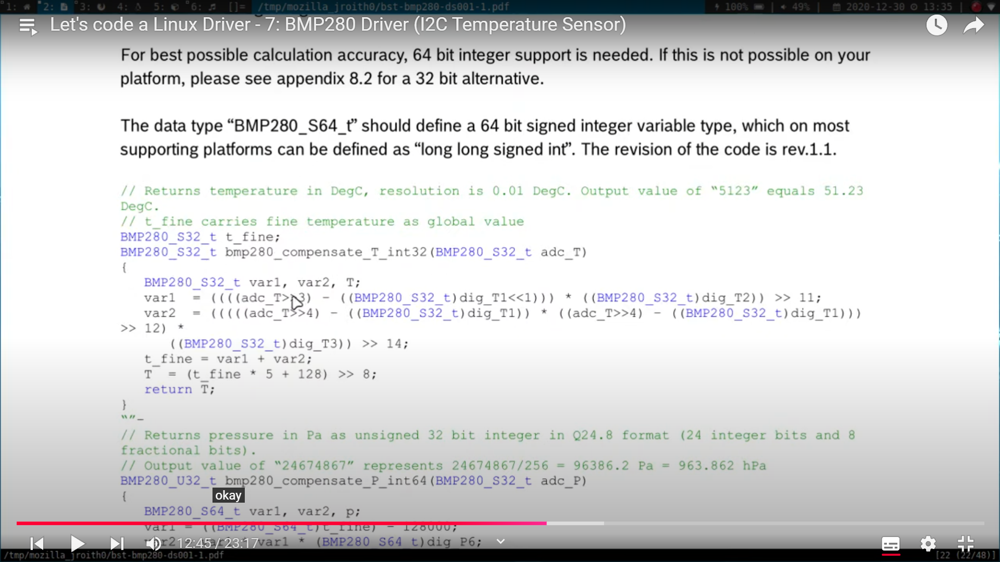 1: 2: 3: 4: 5: 6: []= /tmp/mozilla_jroith0/bst-bmp280-ds001-1.pdf 100% | 49% | 2020-12-30 13:35 |
Let's code a Linux Driver - 7: BMP280 Driver (I2C Temperature Sensor)
For best possible calculation accuracy, 64 bit integer support is needed. If this is not possible on your
platform, please see appendix 8.2 for a 32 bit alternative.
The data type “BMP280_S64_t” should define a 64 bit signed integer variable type, which on most
supporting platforms can be defined as “long long signed int”. The revision of the code is rev.1.1.
// Returns temperature in DegC, resolution is 0.01 DegC. Output value of “5123” equals 51.23
DegC.
// t_fine carries fine temperature as global value
BMP280_S32_t t_fine;
BMP280_S32_t bmp280_compensate_T_int32(BMP280_S32_t adc_T)
{
BMP280_S32_t var1, var2, T;
var1 = ((((adc_T>>3) – ((BMP280_S32_t)dig_T1<<1))) * ((BMP280_S32_t)dig_T2)) >> 11;
var2 = (((((adc_T>>4) – ((BMP280_S32_t)dig_T1)) * ((adc_T>>4) – ((BMP280_S32_t)dig_T1)))
>> 12) *
((BMP280_S32_t)dig_T3)) >> 14;
t_fine = var1 + var2;
T = (t_fine * 5 + 128) >> 8;
return T;
}
“”_
// Returns pressure in Pa as unsigned 32 bit integer in Q24.8 format (24 integer bits and 8
fractional bits).
// Output value of “24674867” represents 24674867/256 = 96386.2 Pa = 963.862 hPa
BMP280_U32_t bmp280_compensate_P_int64(BMP280_S32_t adc_P)
okay
{
BMP280_S64_t var1, var2, p;
var1 = ((BMP280_S64_t)t_fine) – 128000;
12:45 / 23:17
var1 * (BMP280_S64_t)dig_P6;
/tmp/mozilla_jroith0/bst-bmp280-ds001-1.pdf [22 (22/48)]